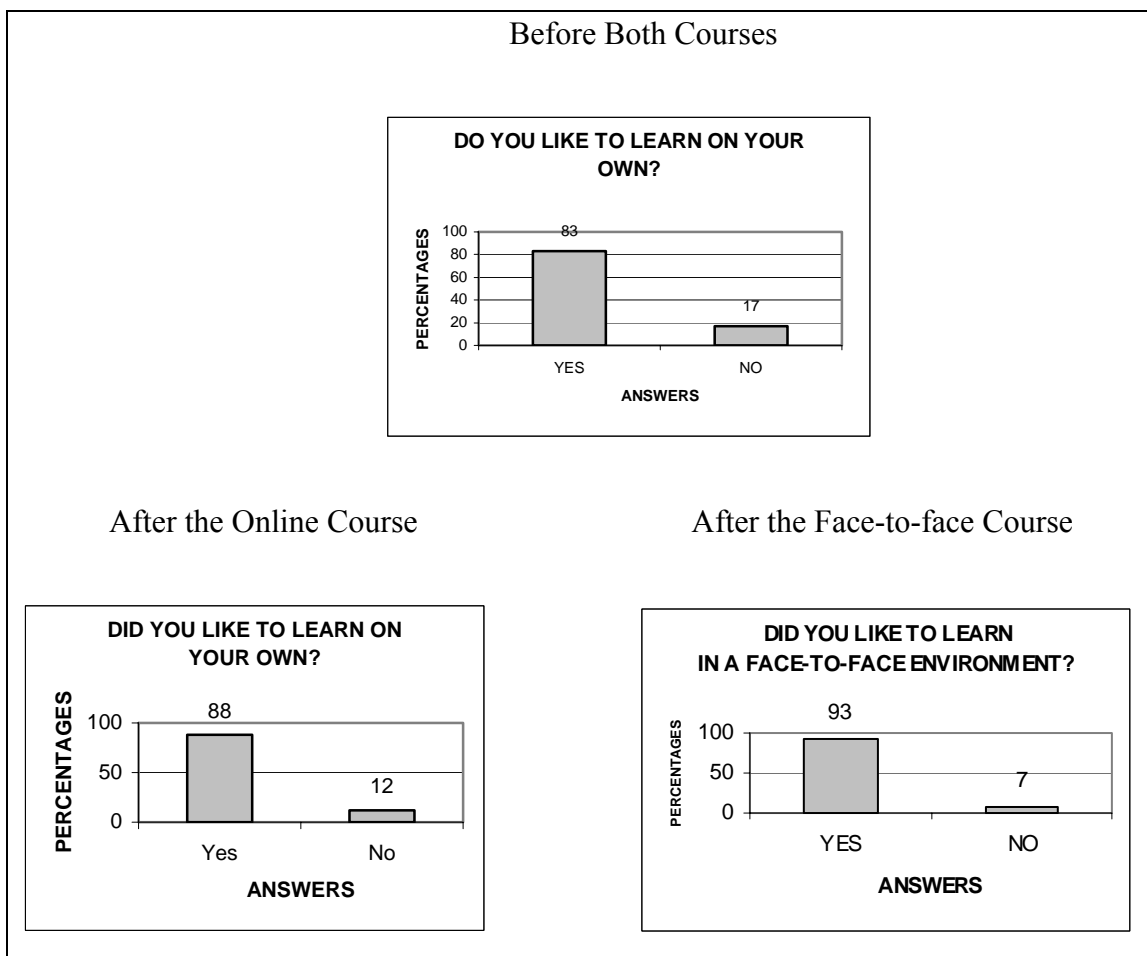 Before Both Courses
DO YOU LIKE TO LEARN ON YOUR
OWN?
PERCENTAGES
100
80
60
40
20
0
83
17
YES NO
ANSWERS
After the Online Course
DID YOU LIKE TO LEARN ON
YOUR OWN?
PERCENTAGES
100
50
0
88
12
Yes No
ANSWERS
After the Face-to-face Course
DID YOU LIKE TO LEARN
IN A FACE-TO-FACE ENVIRONMENT?
PERCENTAGES
100
50
0
93
7
YES NO
ANSWERS